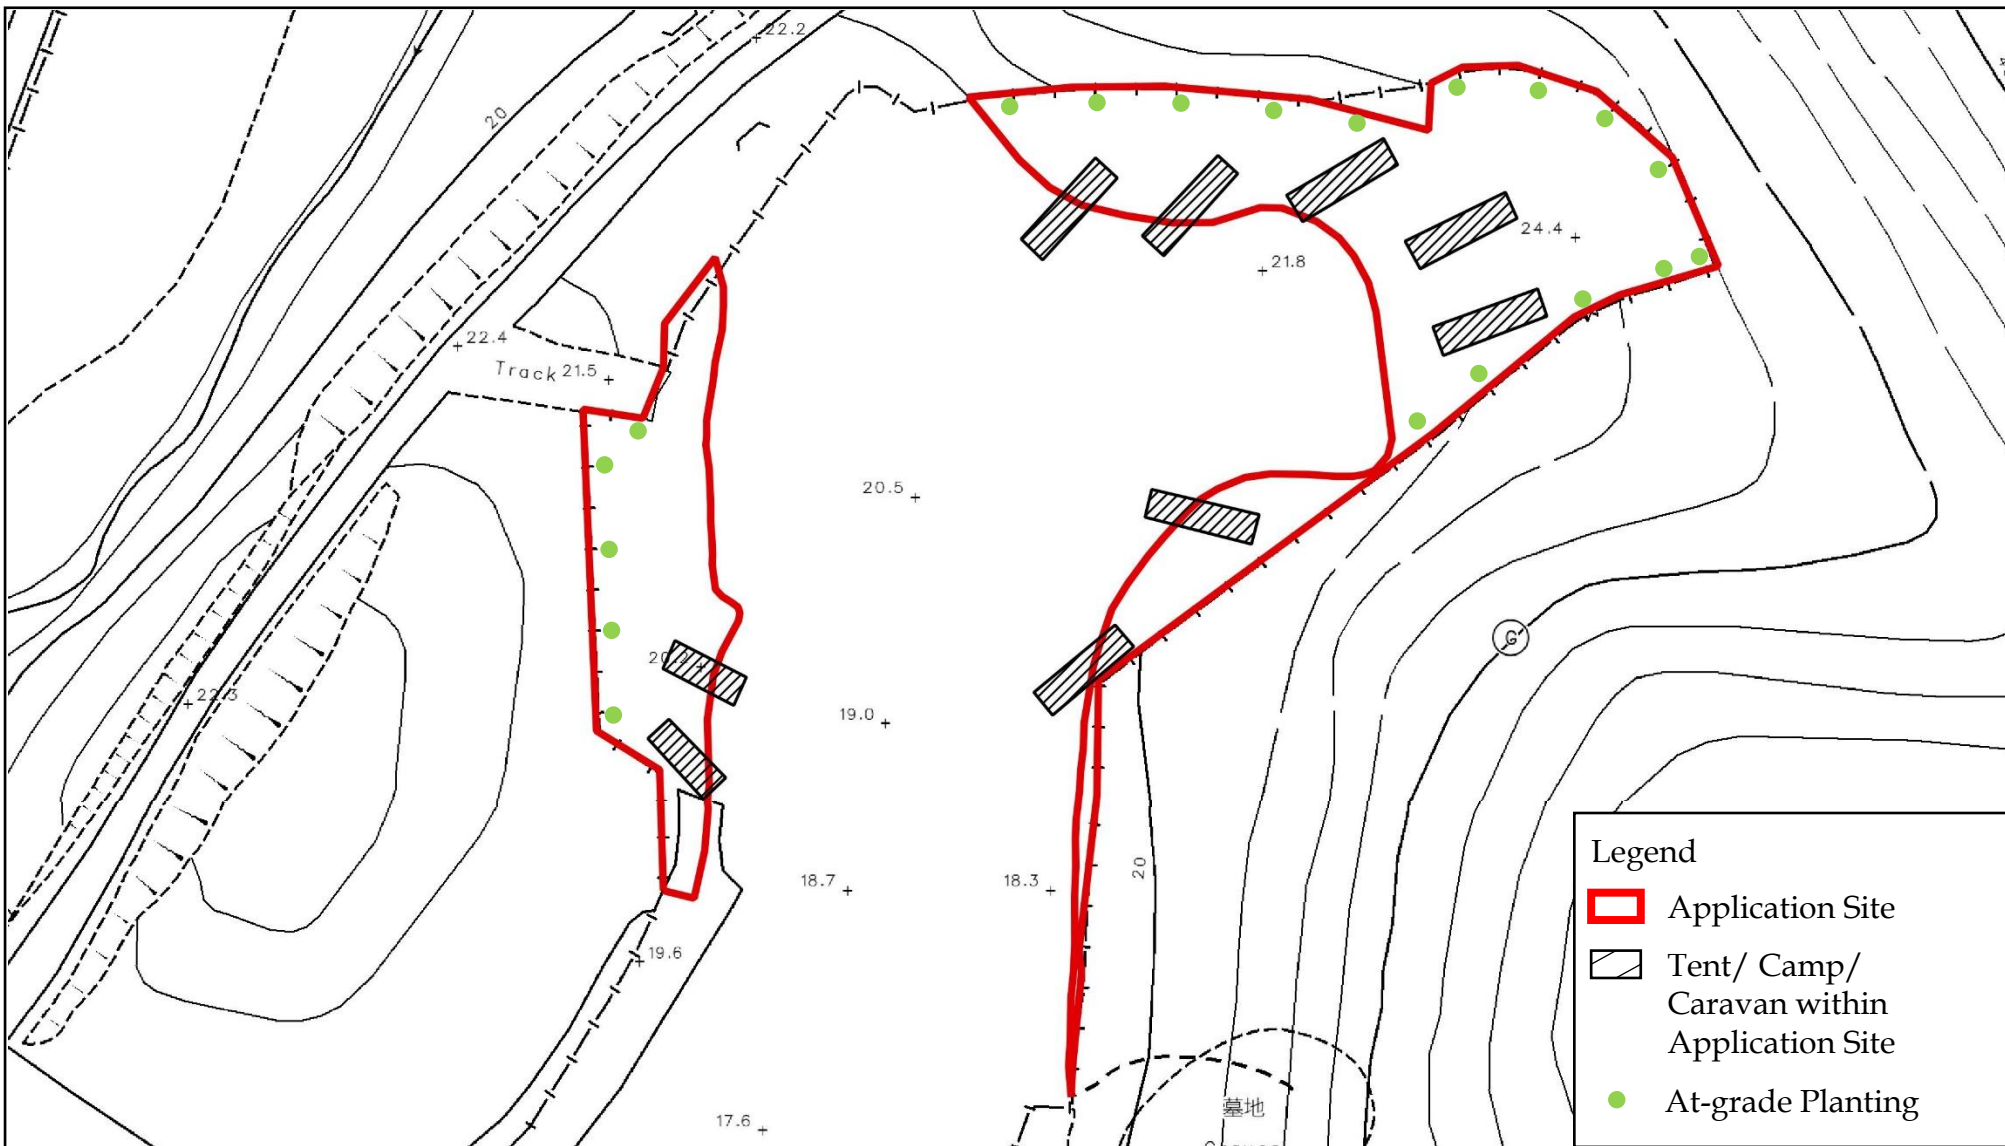 22.2
20
24.4
21.8
22.4
Track 21.5
20.5
G
22.3
19.0
18.7
18.3
20
19.6
17.6
墓地
Legend
Application Site
Tent/ Camp/
Caravan within
Application Site
At-grade Planting